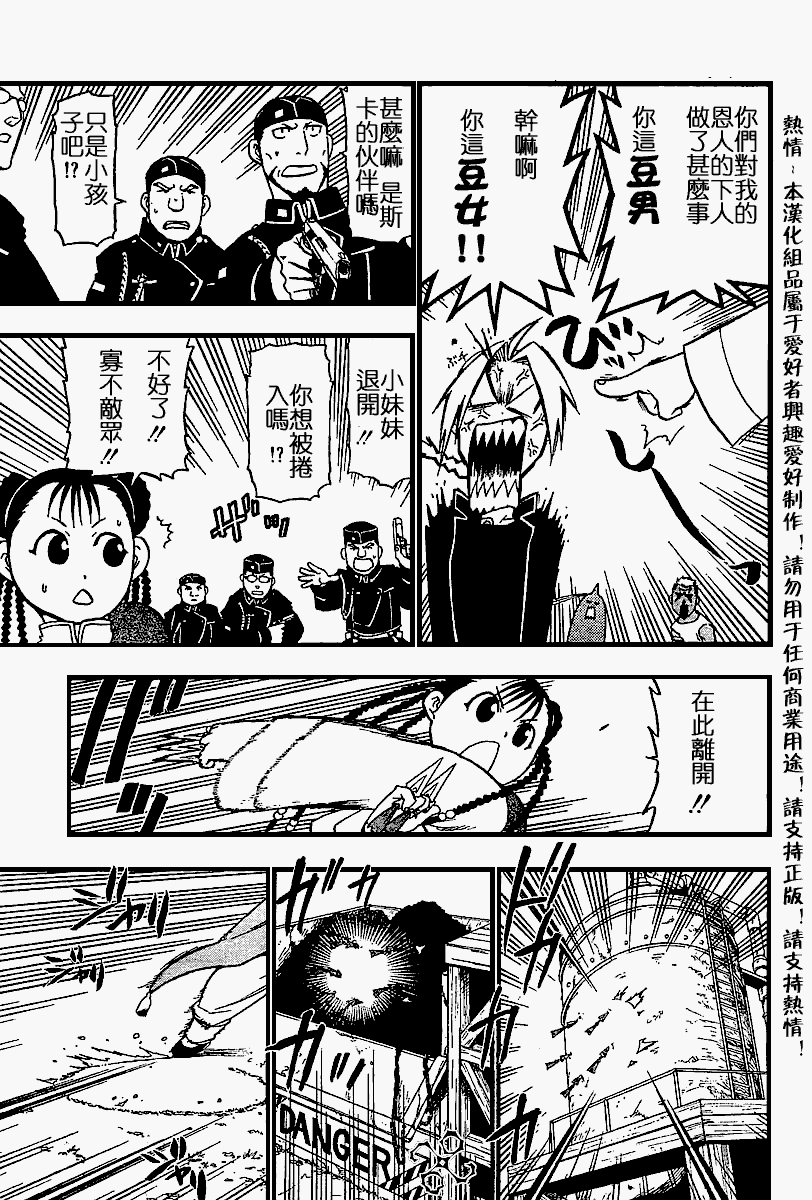 你們對我的
恩人的下人
做了甚麼事
你這豆男
幹嘛啊
你這豆女!!
びっ
甚麼嘛 是斯
卡的伙伴嗎
只是小孩
子吧!?
小妹妹
退開!!
你想被捲
入嗎!?
不好了!!
寡不敵眾!!
在此離開!!
DANGER
熱情~本漢化組品屬于愛好者興趣愛好制作!請勿用于任何商業用途!請支持正版!請支持熱情!